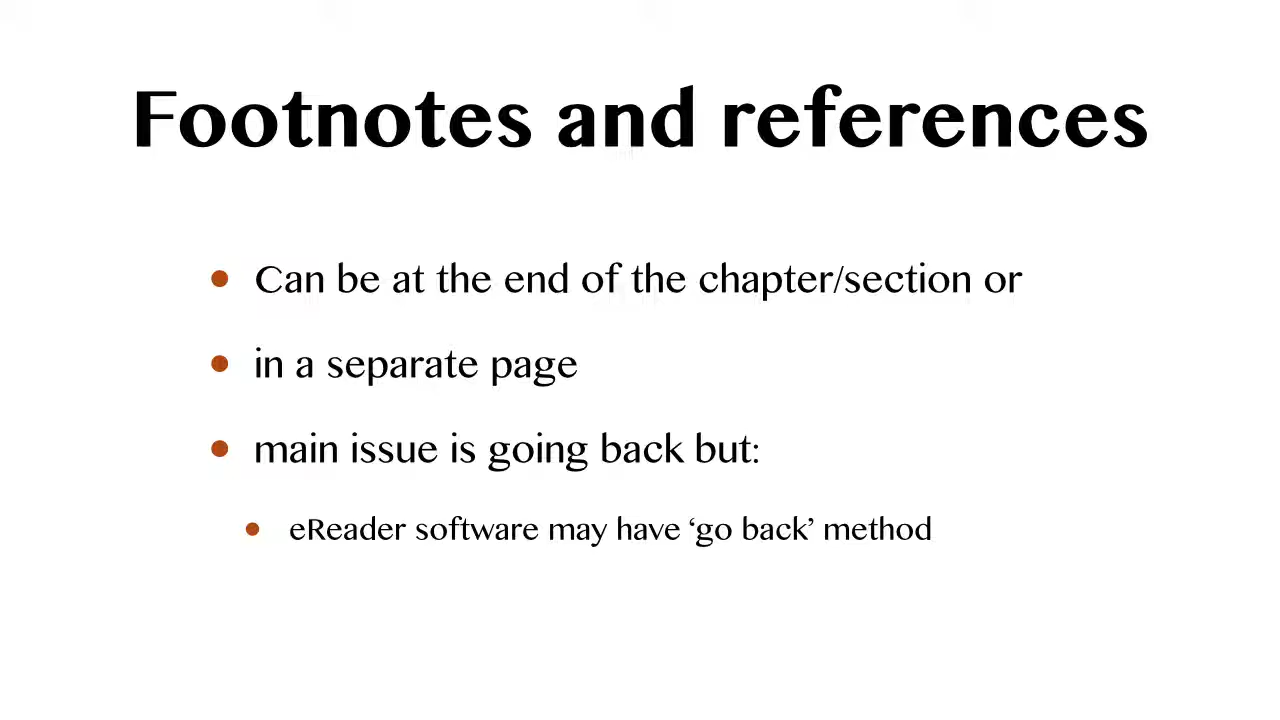 Footnotes and references
Can be at the end of the chapter/section or
in a separate page
main issue is going back but:
eReader software may have ‘go back’ method